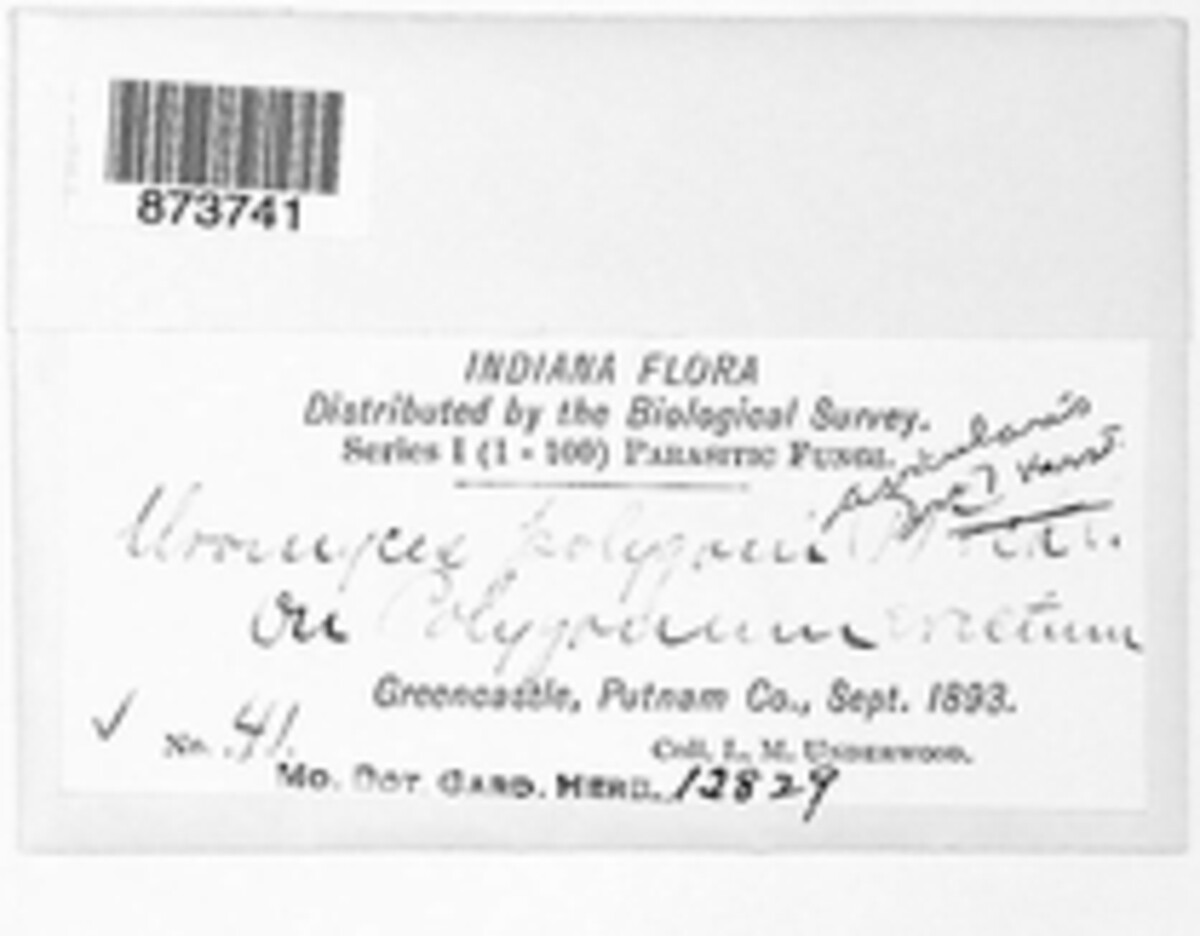 873741
INDIANA FLORA
Distributed by the Biological Survey.
Series I (1 - 100) PARASITIC FUNGI.
avicularis
Uromyces polygoni
On Polygonum erectum
Greencastle, Putnam Co., Sept. 1893.
No. 41.
Coll. L. M. UNDERWOOD.
MO. BOT. GARD. HERB. 12829